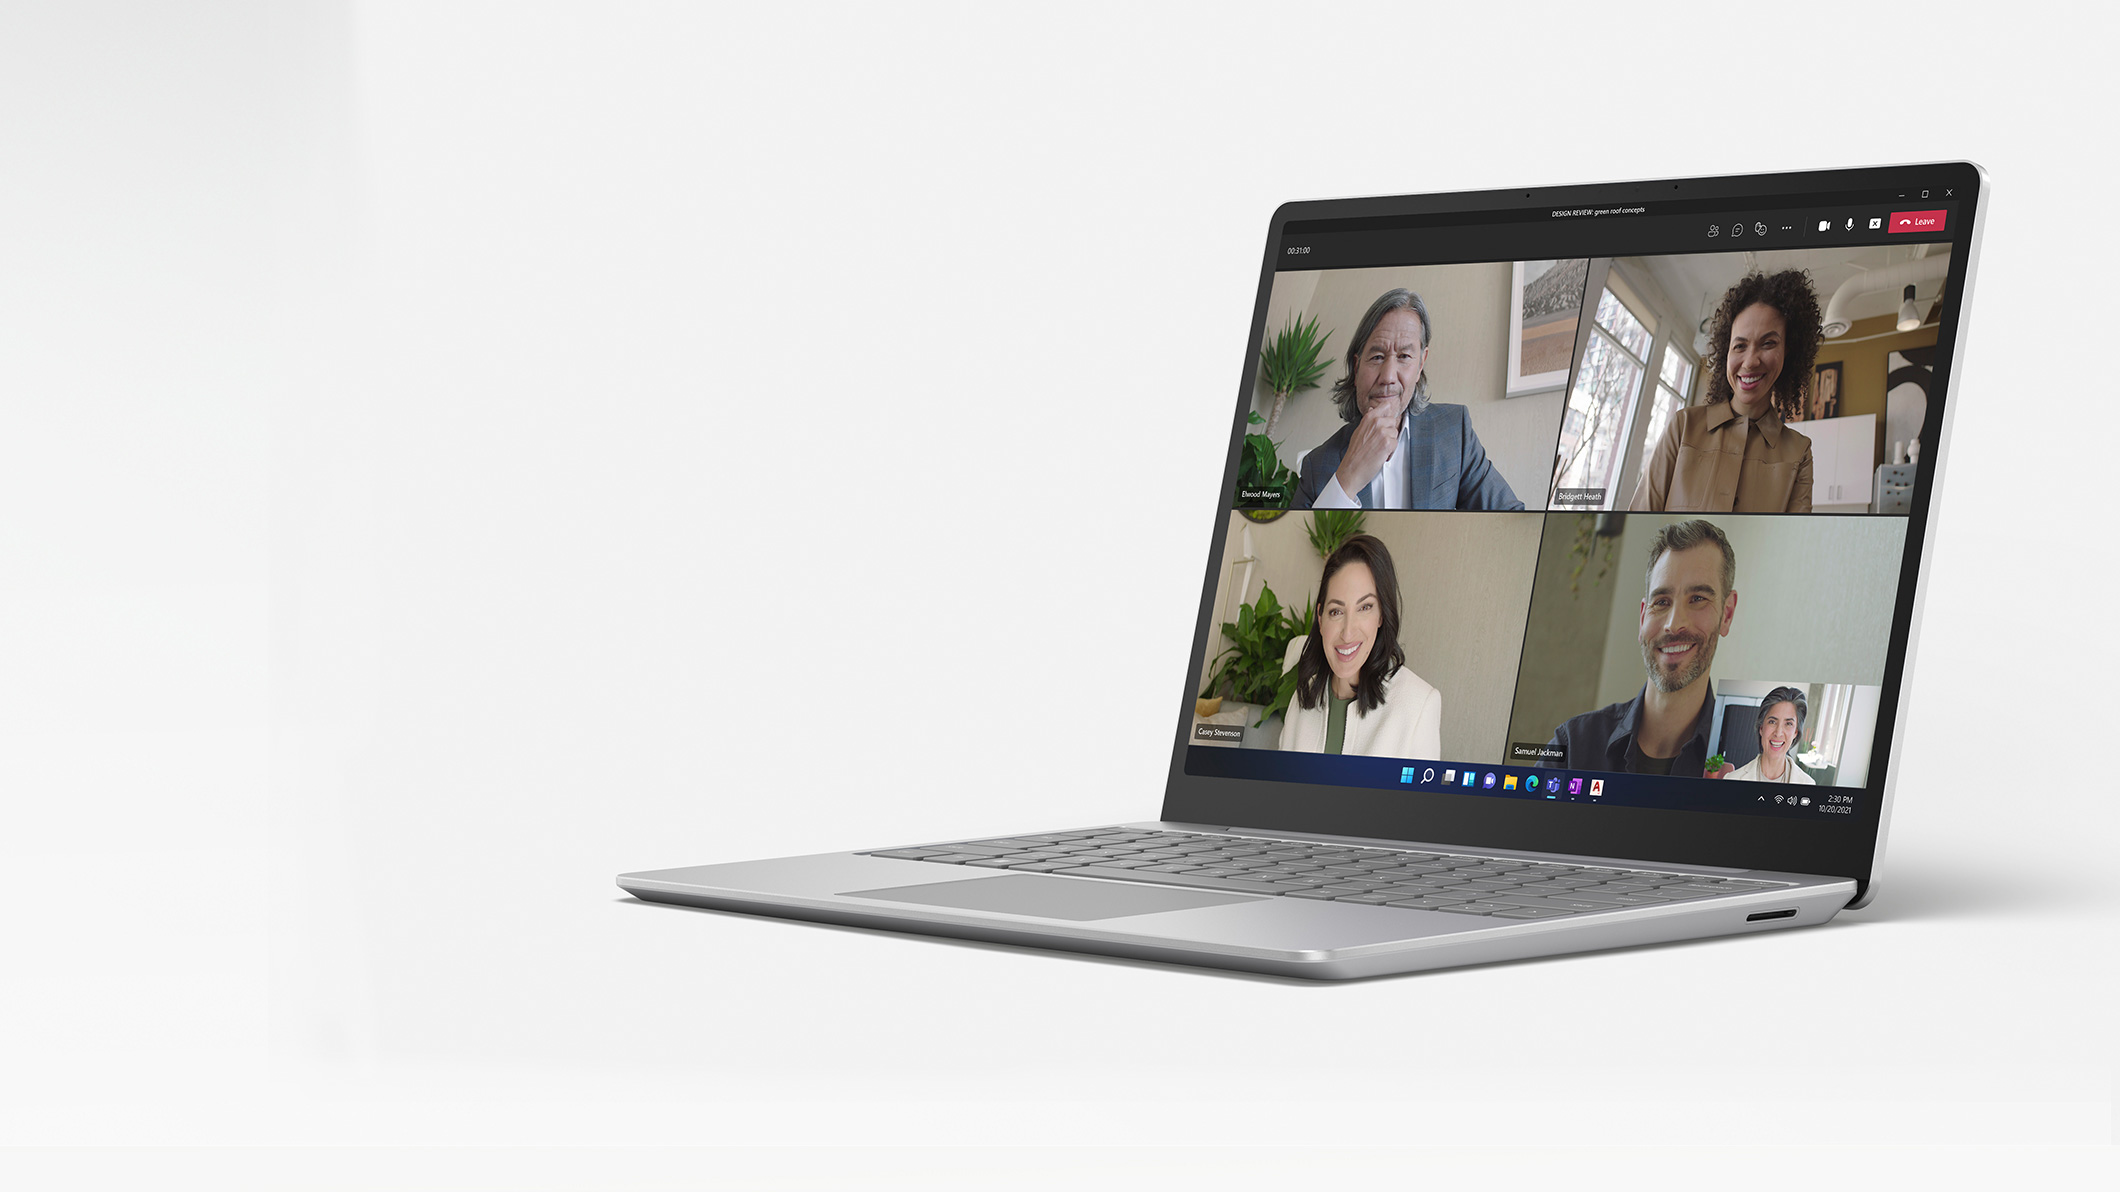 DESIGN REVIEW: green roof concepts
Leave
00:31:00
Elwood Mayers
Bridgett Heath
Casey Stevenson
Samuel Jackman
2:30 PM
10/20/2021